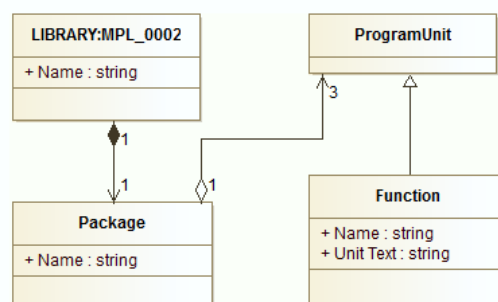 LIBRARY:MPL_0002
+ Name : string
ProgramUnit
1
3
1
1
Package
+ Name : string
Function
+ Name : string
+ Unit Text : string